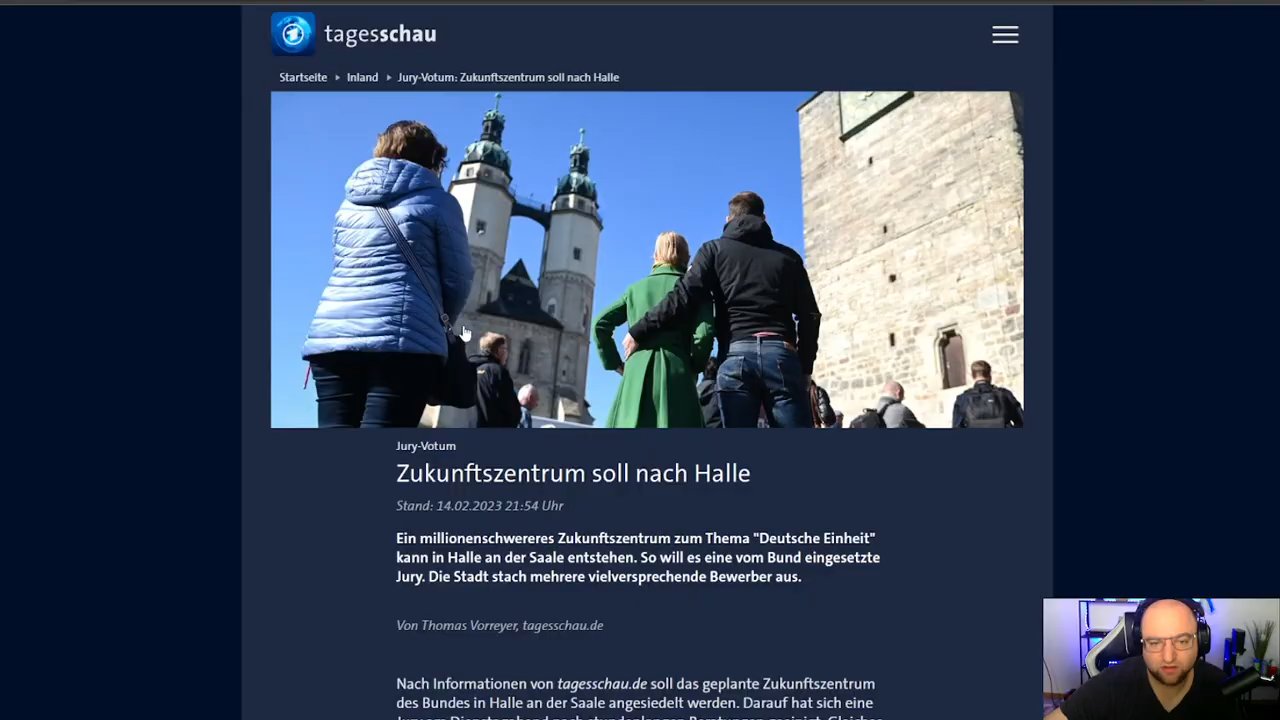 tagesschau
Startseite ▸ Inland ▸ Jury-Votum: Zukunftszentrum soll nach Halle
Jury-Votum
Zukunftszentrum soll nach Halle
Stand: 14.02.2023 21:54 Uhr
Ein millionenschwereres Zukunftszentrum zum Thema "Deutsche Einheit"
kann in Halle an der Saale entstehen. So will es eine vom Bund eingesetzte
Jury. Die Stadt stach mehrere vielversprechende Bewerber aus.
Von Thomas Vorreyer, tagesschau.de
Nach Informationen von tagesschau.de soll das geplante Zukunftszentrum
des Bundes in Halle an der Saale angesiedelt werden. Darauf hat sich eine